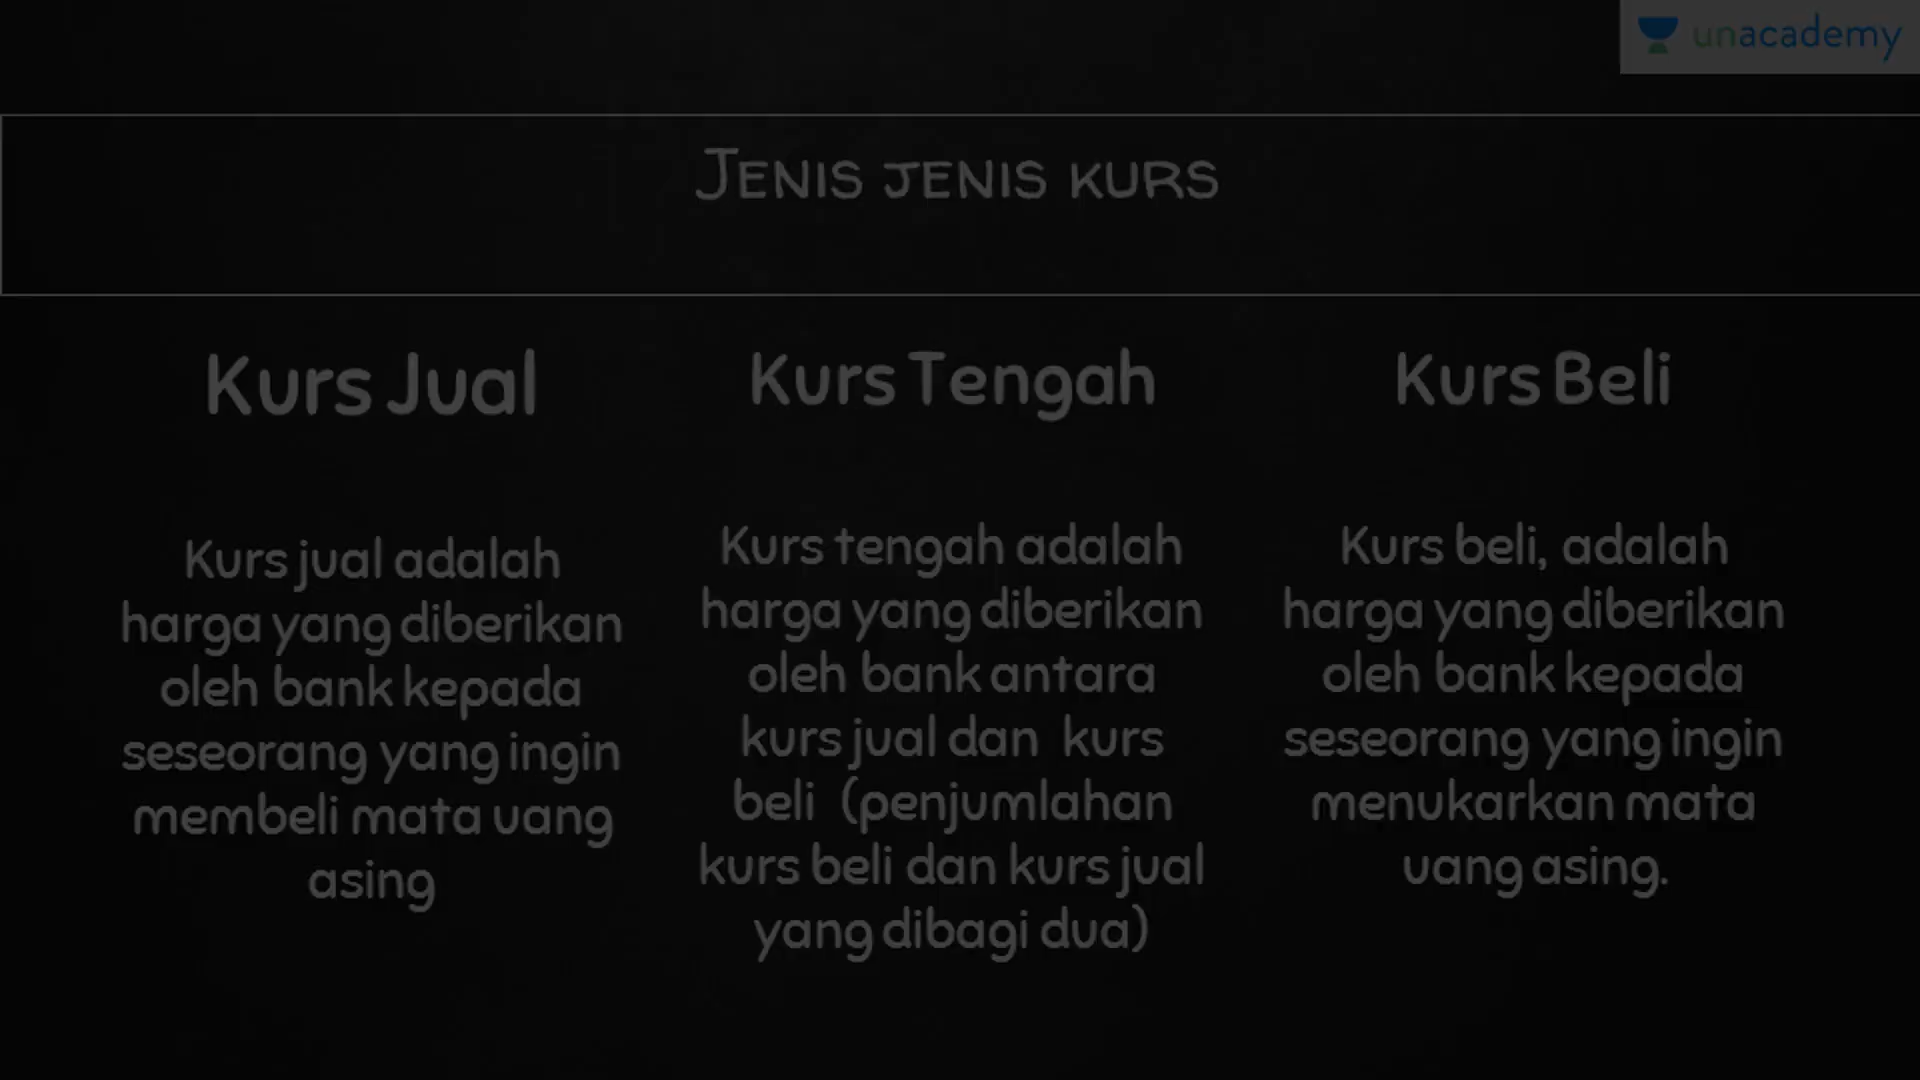 unacademy
JENIS JENIS KURS
Kurs Jual
Kurs jual adalah
harga yang diberikan
oleh bank kepada
seseorang yang ingin
membeli mata uang
asing
Kurs Tengah
Kurs tengah adalah
harga yang diberikan
oleh bank antara
kurs jual dan kurs
beli (penjumlahan
kurs beli dan kurs jual
yang dibagi dua)
Kurs Beli
Kurs beli, adalah
harga yang diberikan
oleh bank kepada
seseorang yang ingin
menukarkan mata
uang asing.